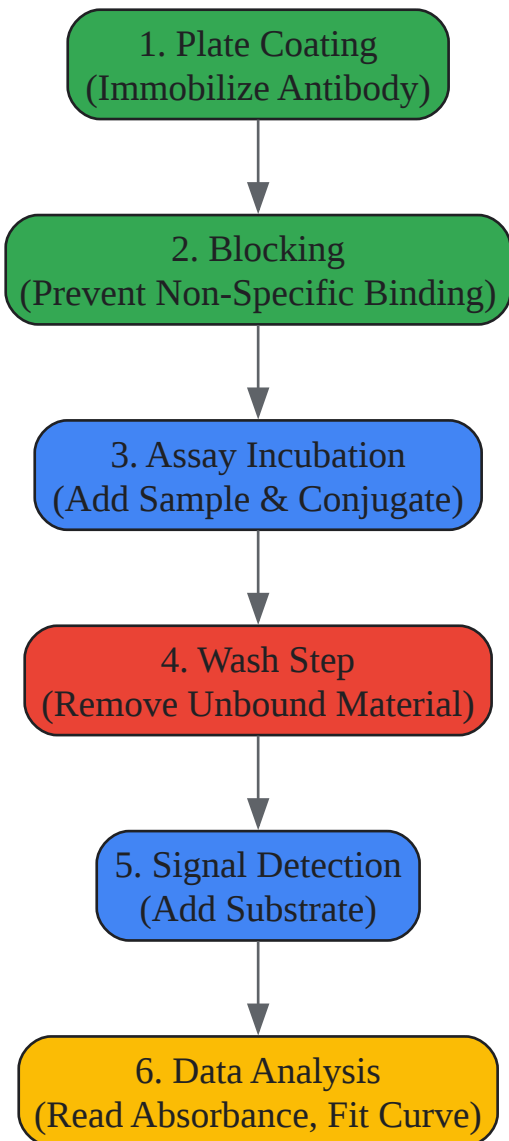 1. Plate Coating
(Immobilize Antibody)
2. Blocking
(Prevent Non-Specific Binding)
3. Assay Incubation
(Add Sample & Conjugate)
4. Wash Step
(Remove Unbound Material)
5. Signal Detection
(Add Substrate)
6. Data Analysis
(Read Absorbance, Fit Curve)